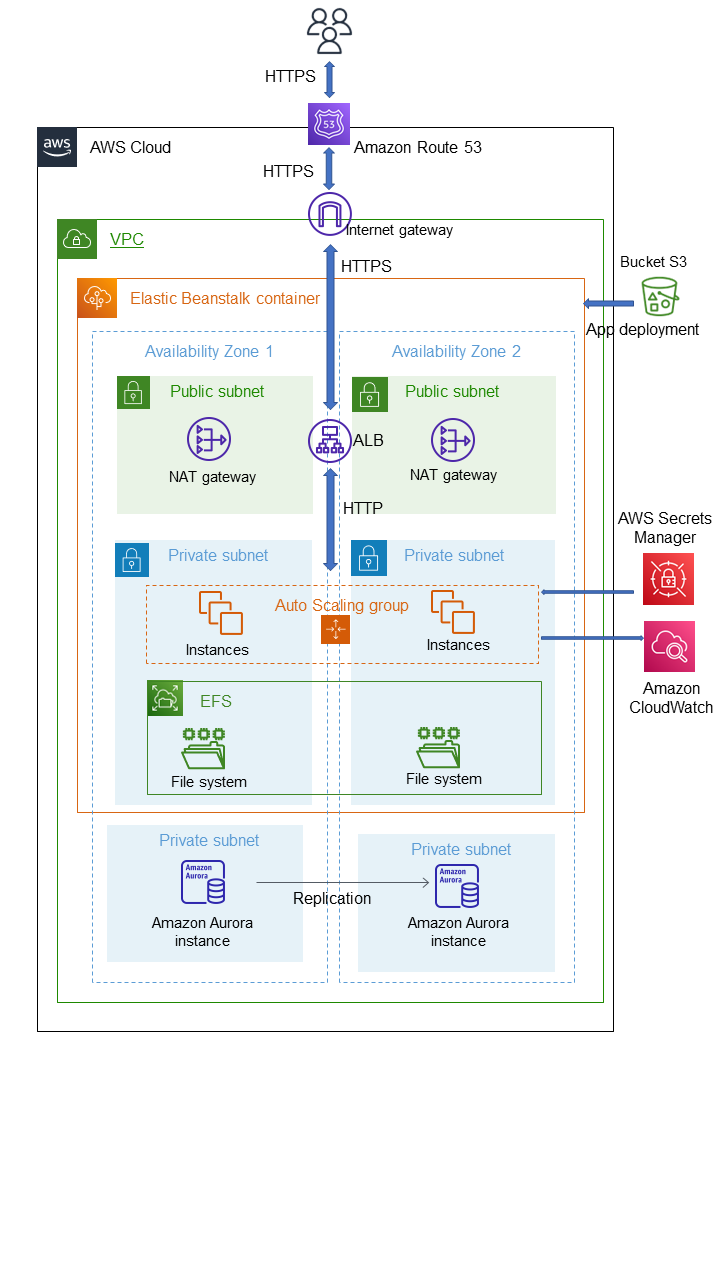 HTTPS
53
aws
AWS Cloud
Amazon Route 53
HTTPS
Internet gateway
VPC
HTTPS
Bucket S3
Elastic Beanstalk container
App deployment
Availability Zone 1
Availability Zone 2
Public subnet
Public subnet
ALB
NAT gateway
NAT gateway
HTTP
AWS Secrets
Manager
Private subnet
Private subnet
Auto Scaling group
Instances
Instances
Amazon
CloudWatch
EFS
File system
File system
Private subnet
Private subnet
Amazon
Aurora
Amazon
Aurora
Replication
Amazon Aurora
instance
Amazon Aurora
instance